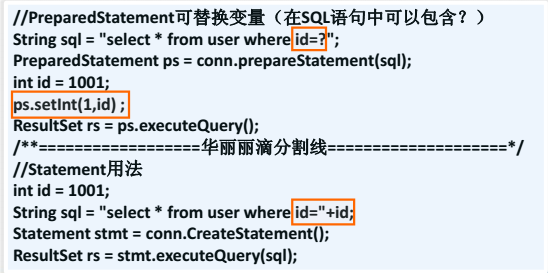 //PreparedStatement可替换变量（在SQL语句中可以包含？）
String sql = "select * from user where id=?";
PreparedStatement ps = conn.prepareStatement(sql);
int id = 1001;
ps.setInt(1,id) ;
ResultSet rs = ps.executeQuery();
/**==================华丽丽滴分割线====================*/
//Statement用法
int id = 1001;
String sql = "select * from user where id="+id;
Statement stmt = conn.CreateStatement();
ResultSet rs = stmt.executeQuery(sql);